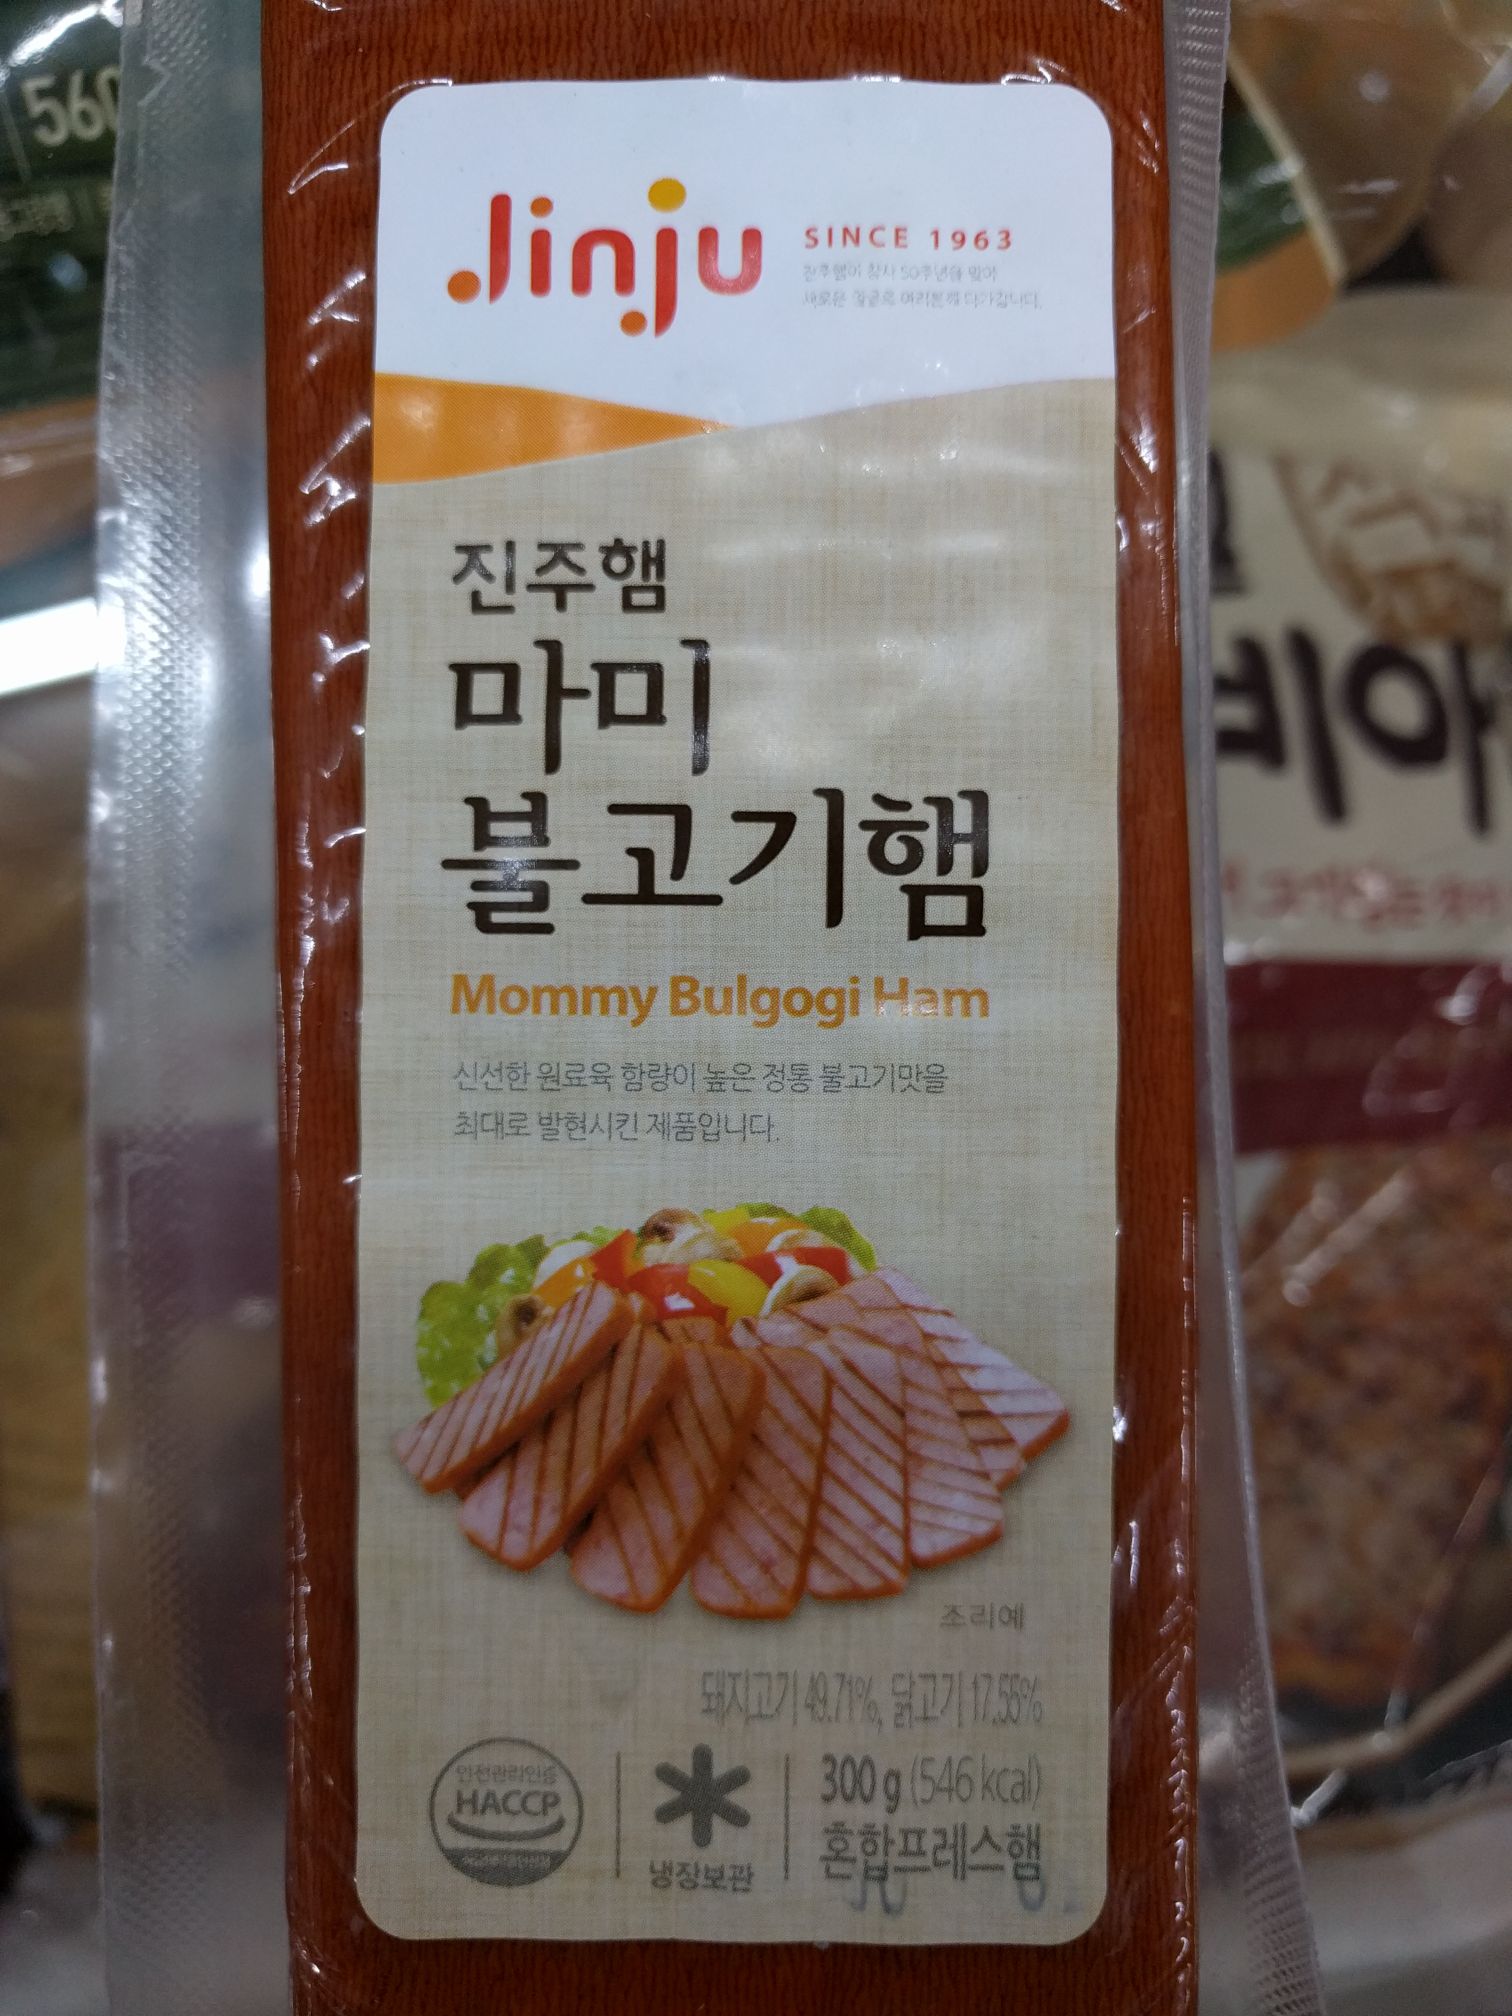 560
Jinju
SINCE 1963
진주햄이 창사 50주년을 맞아
새로운 얼굴로 여러분께 다가갑니다.
진주햄
마미
불고기햄
Mommy Bulgogi Ham
신선한 원료육 함량이 높은 정통 불고기맛을
최대로 발현시킨 제품입니다.
조리예
돼지고기 49.71%, 닭고기 17.55%
안전관리인증
HACCP
냉장보관
300 g (546 kcal)
혼합프레스햄
비아